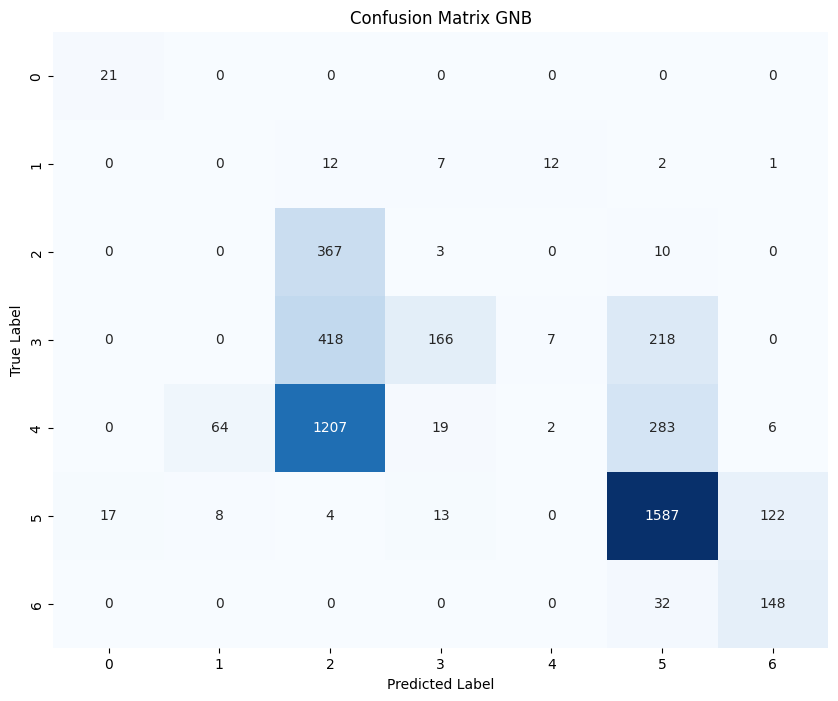 Confusion Matrix GNB
True Label
0 21 0 0 0 0 0 0
1 0 0 12 7 12 2 1
2 0 0 367 3 0 10 0
3 0 0 418 166 7 218 0
4 0 64 1207 19 2 283 6
5 17 8 4 13 0 1587 122
6 0 0 0 0 0 32 148
0 1 2 3 4 5 6
Predicted Label